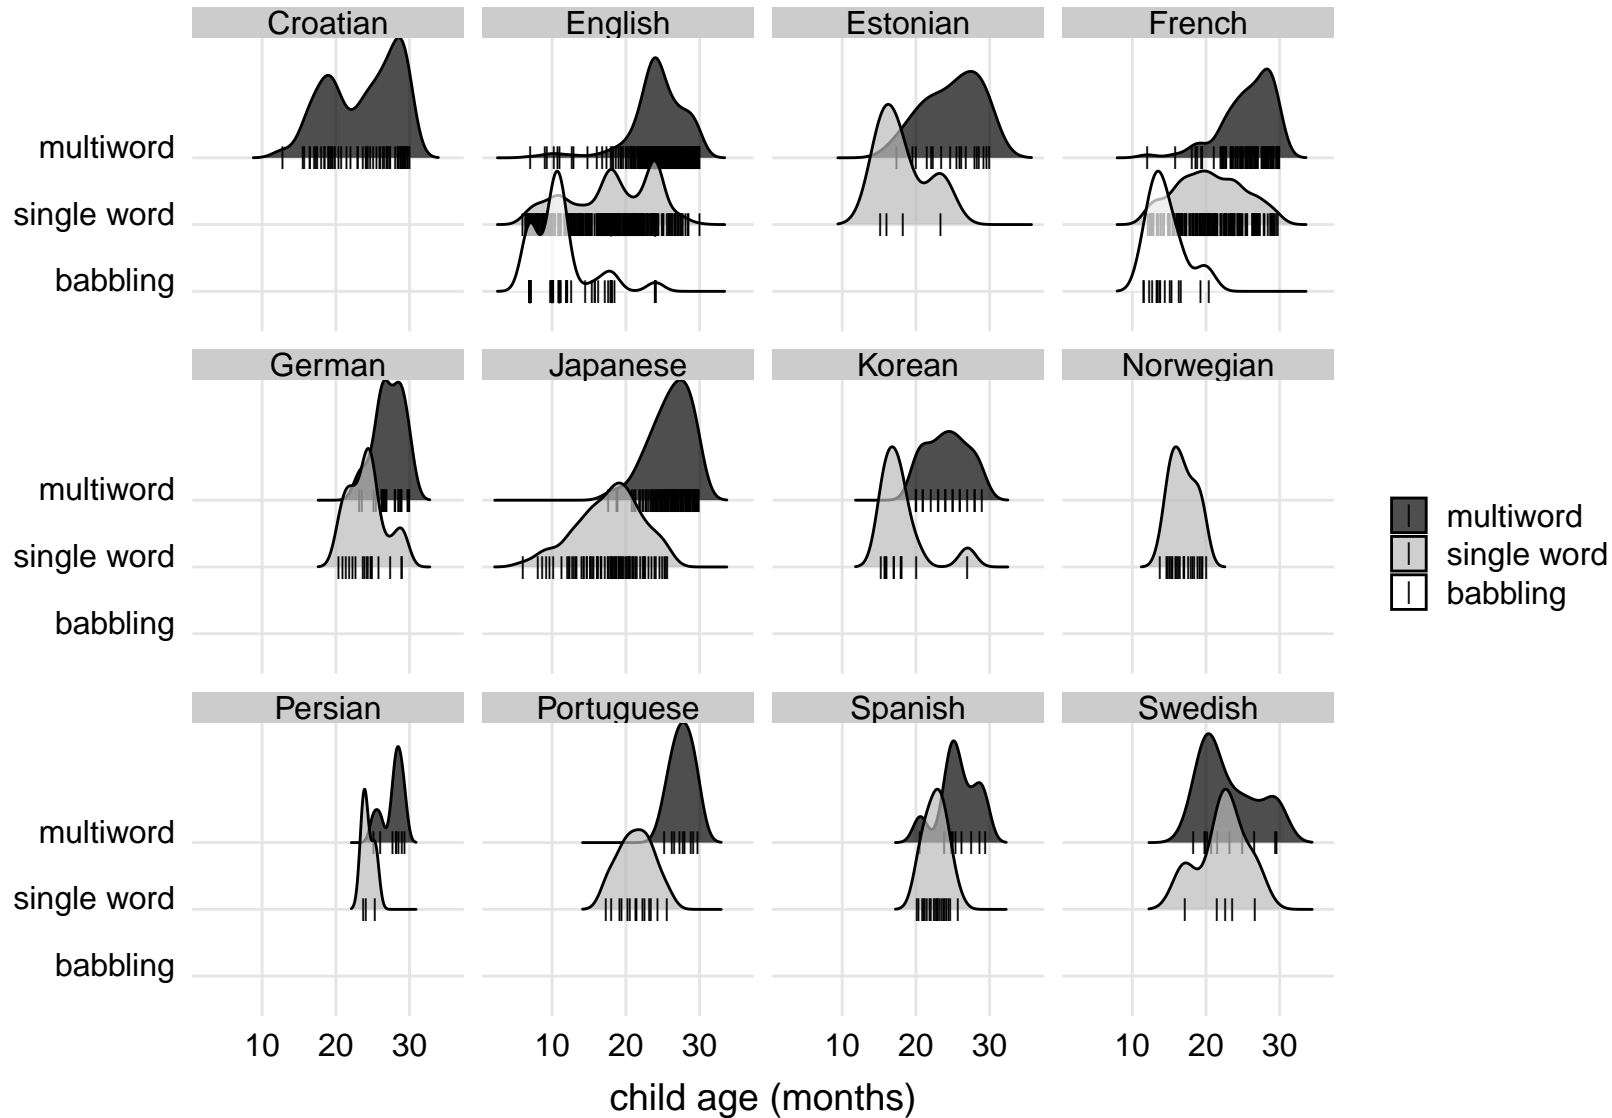 Croatian English Estonian French
multiword
single word
babbling
German Japanese Korean Norwegian
multiword
single word
babbling
multiword
single word
babbling
Persian Portuguese Spanish Swedish
multiword
single word
babbling
10 20 30 10 20 30 10 20 30 10 20 30
child age (months)